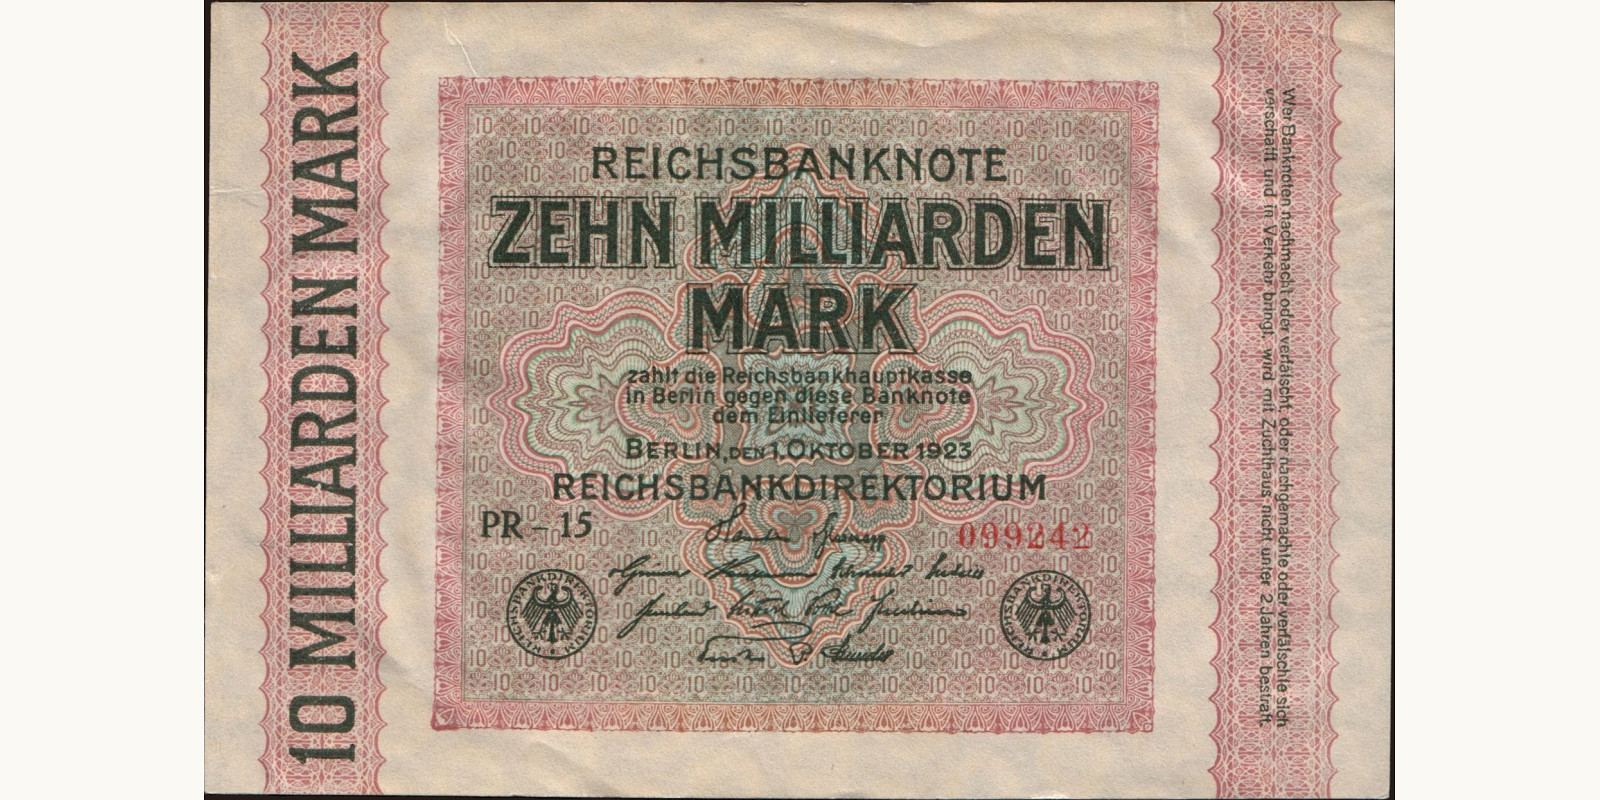 10 MILLIARDEN MARK
REICHSBANKNOTE
ZEHN MILLIARDEN
MARK
zahlt die Reichsbankhauptkasse
in Berlin gegen diese Banknote
dem Einlieferer
BERLIN, DEN 1. OKTOBER 1923
REICHSBANKDIREKTORIUM
PR-15
099242
REICHSBANKDIREKTORIUM
REICHSBANKDIREKTORIUM
Wer Banknoten nachmacht oder verfälscht, oder nachgemachte oder verfälschte sich
verschafft und in Verkehr bringt, wird mit Zuchthaus nicht unter 2 Jahren bestraft.